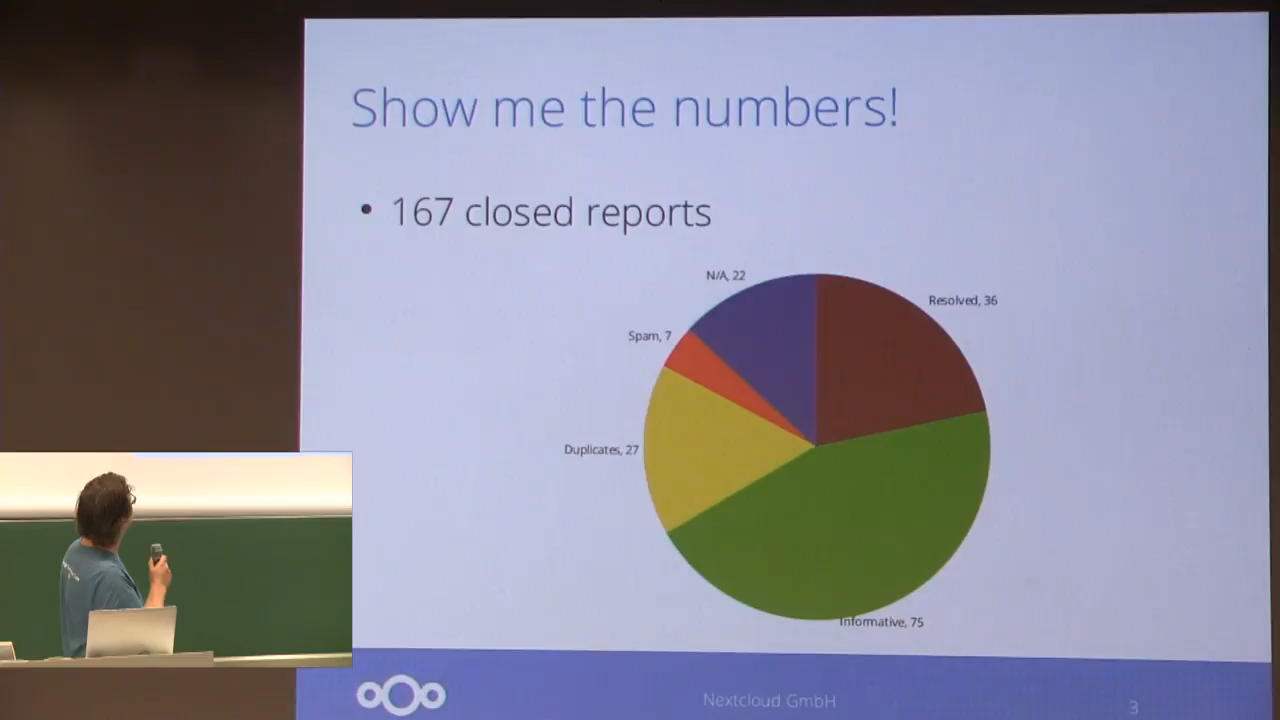 Show me the numbers!
• 167 closed reports
N/A, 22
Resolved, 36
Spam, 7
Duplicates, 27
Informative, 75
Nextcloud GmbH
3